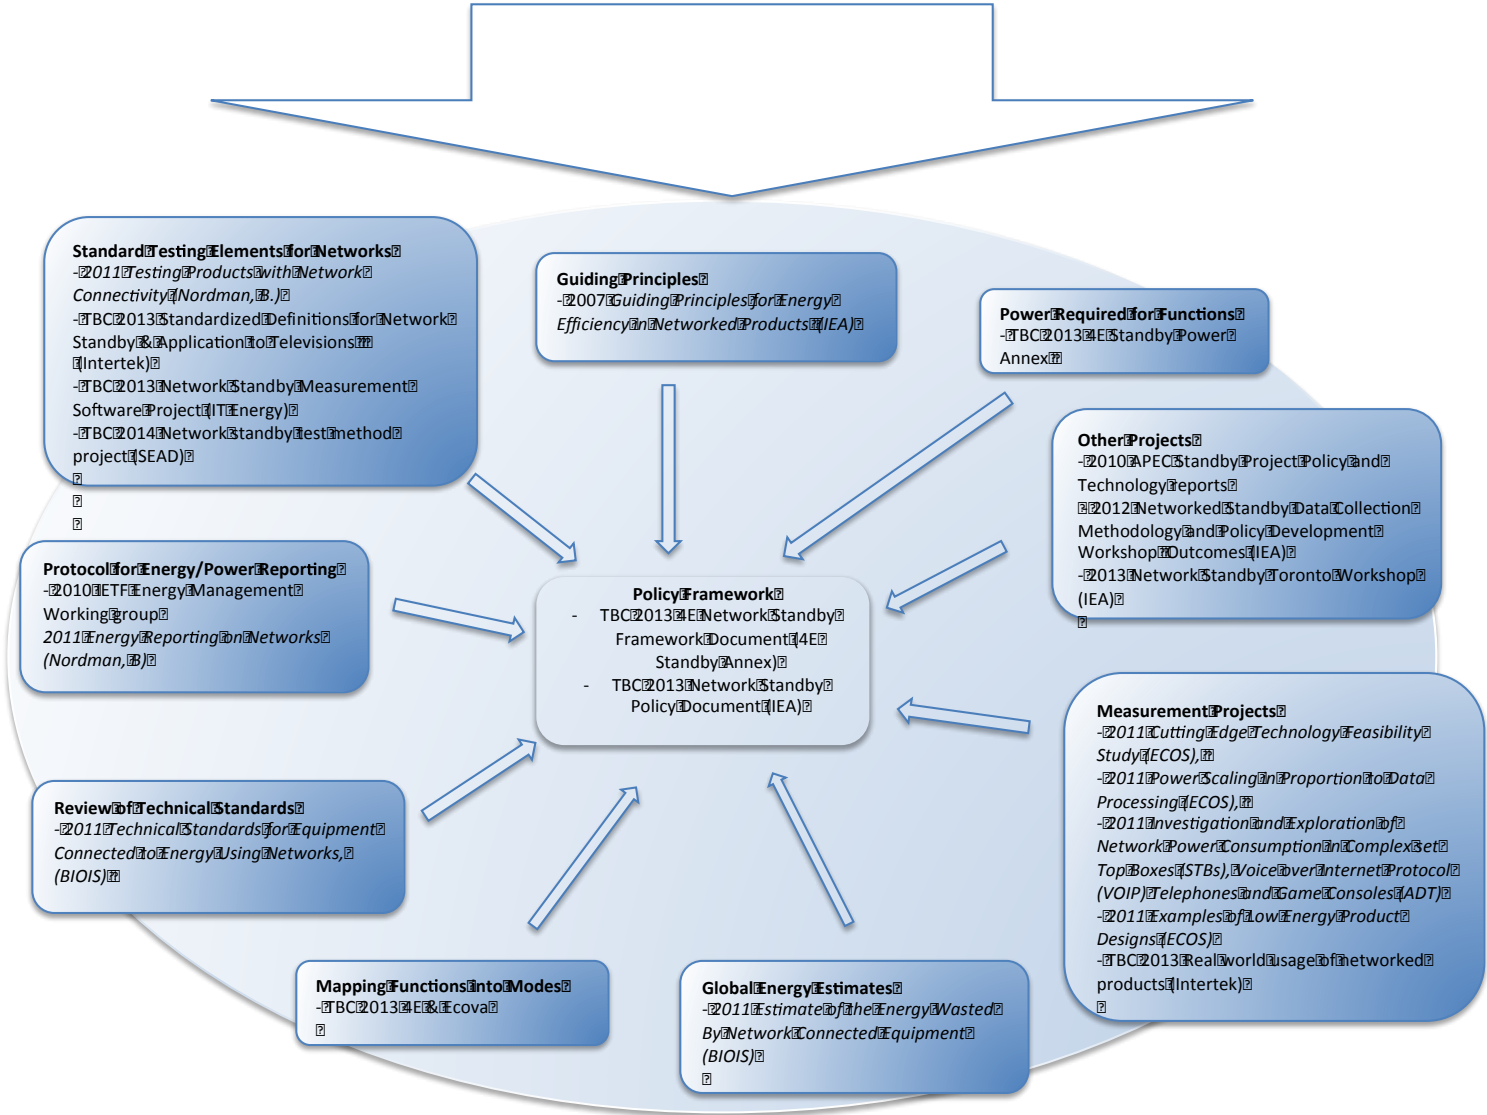 Standard Testing Elements for Networks
- 2011 Testing Products with Network
Connectivity (Nordman, B.)
- TBC 2013 Standardized Definitions for Network
Standby & Application to Televisions
(Intertek)
- TBC 2013 Network Standby Measurement
Software Project (IT Energy)
- TBC 2014 Network standby test method
project (SEAD)
Guiding Principles
- 2007 Guiding Principles for Energy
Efficiency in Networked Products (IEA)
Power Required for Functions
- TBC 2013 4E Standby Power
Annex
Other Projects
- 2010 APEC Standby Project Policy and
Technology reports
- 2012 Networked Standby Data Collection
Methodology and Policy Development
Workshop Outcomes (IEA)
- 2013 Network Standby Toronto Workshop
(IEA)
Protocol for Energy/Power Reporting
- 2010 IETF Energy Management
Working group
2011 Energy Reporting on Networks
(Nordman, B)
Policy Framework
- TBC 2013 4E Network Standby
Framework Document (4E
Standby Annex)
- TBC 2013 Network Standby
Policy Document (IEA)
Measurement Projects
- 2011 Cutting Edge Technology Feasibility
Study (ECOS),
- 2011 Power Scaling in Proportion to Data
Processing (ECOS),
- 2011 Investigation and Exploration of
Network Power Consumption in Complex set
Top Boxes (STBs), Voice over Internet Protocol
(VOIP) Telephones and Game Consoles (ADT)
- 2011 Examples of Low Energy Product
Designs (ECOS)
- TBC 2013 Real world usage of networked
products (Intertek)
Review of Technical Standards
- 2011 Technical Standards for Equipment
Connected to Energy Using Networks,
(BIOIS)
Mapping Functions into Modes
- TBC 2013 4E & Ecova
Global Energy Estimates
- 2011 Estimate of the Energy Wasted
By Network Connected Equipment
(BIOIS)